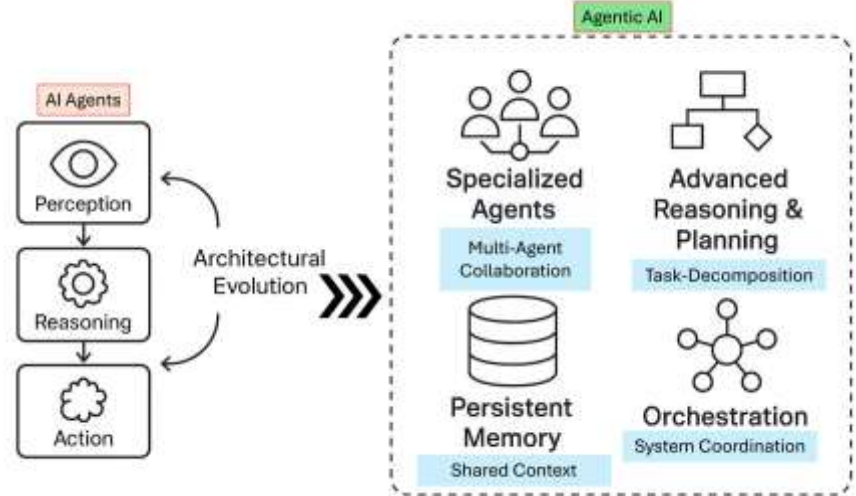 Agentic AI
AI Agents
Perception
Reasoning
Action
Architectural
Evolution
Specialized
Agents
Multi-Agent
Collaboration
Advanced
Reasoning &
Planning
Task-Decomposition
Persistent
Memory
Shared Context
Orchestration
System Coordination